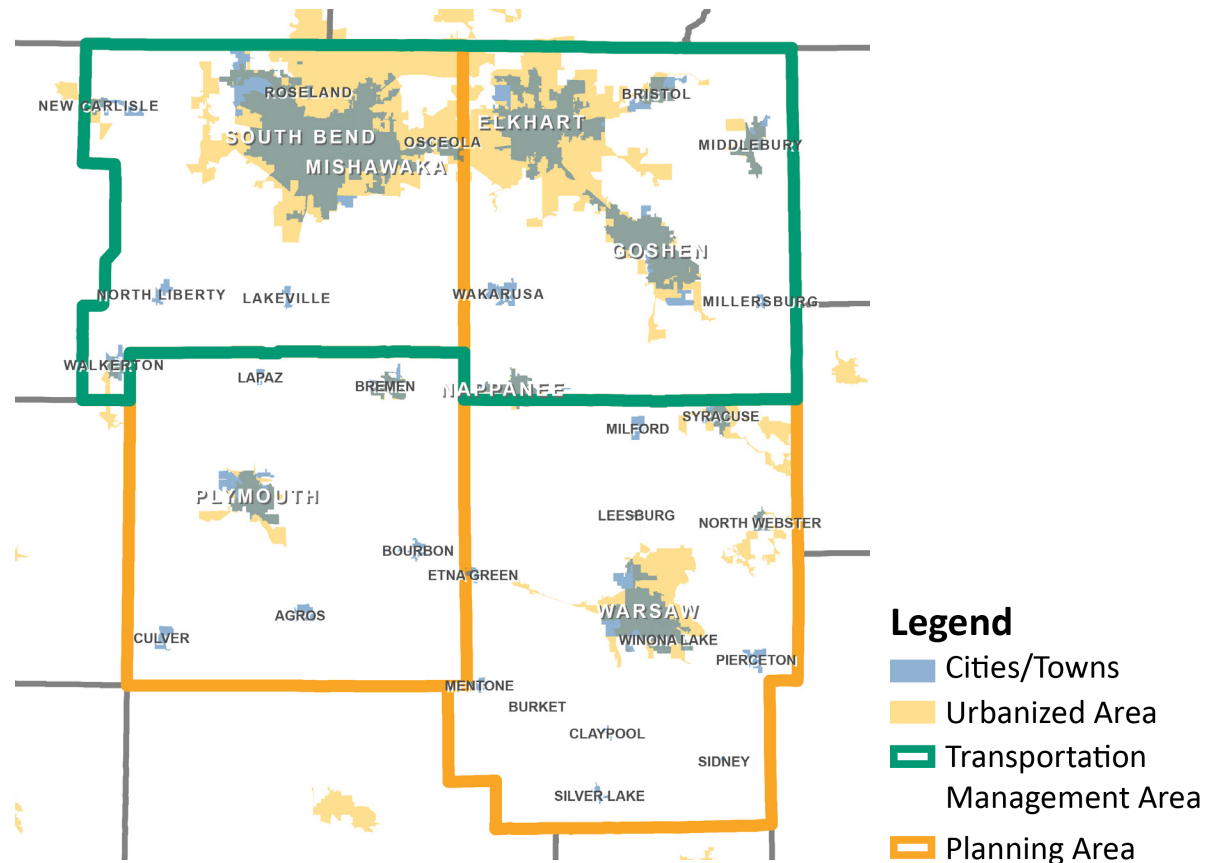 ROSELAND
BRISTOL
NEW CARLISLE
ELKHART
SOUTH BEND
OSCEOLA
MIDDLEBURY
MISHAWAKA
GOSHEN
NORTH LIBERTY
LAKEVILLE
WAKARUSA
MILLERSBURG
WALKERTON
LAPAZ
BREMEN
NAPPANEE
SYRACUSE
MILFORD
PLYMOUTH
LEESBURG
NORTH WEBSTER
BOURBON
ETNA GREEN
AGROS
WARSAW
CULVER
WINONA LAKE
PIERCETON
MENTONE
BURKET
CLAYPOOL
SIDNEY
SILVER LAKE
Legend
Cities/Towns
Urbanized Area
Transportation
Management Area
Planning Area